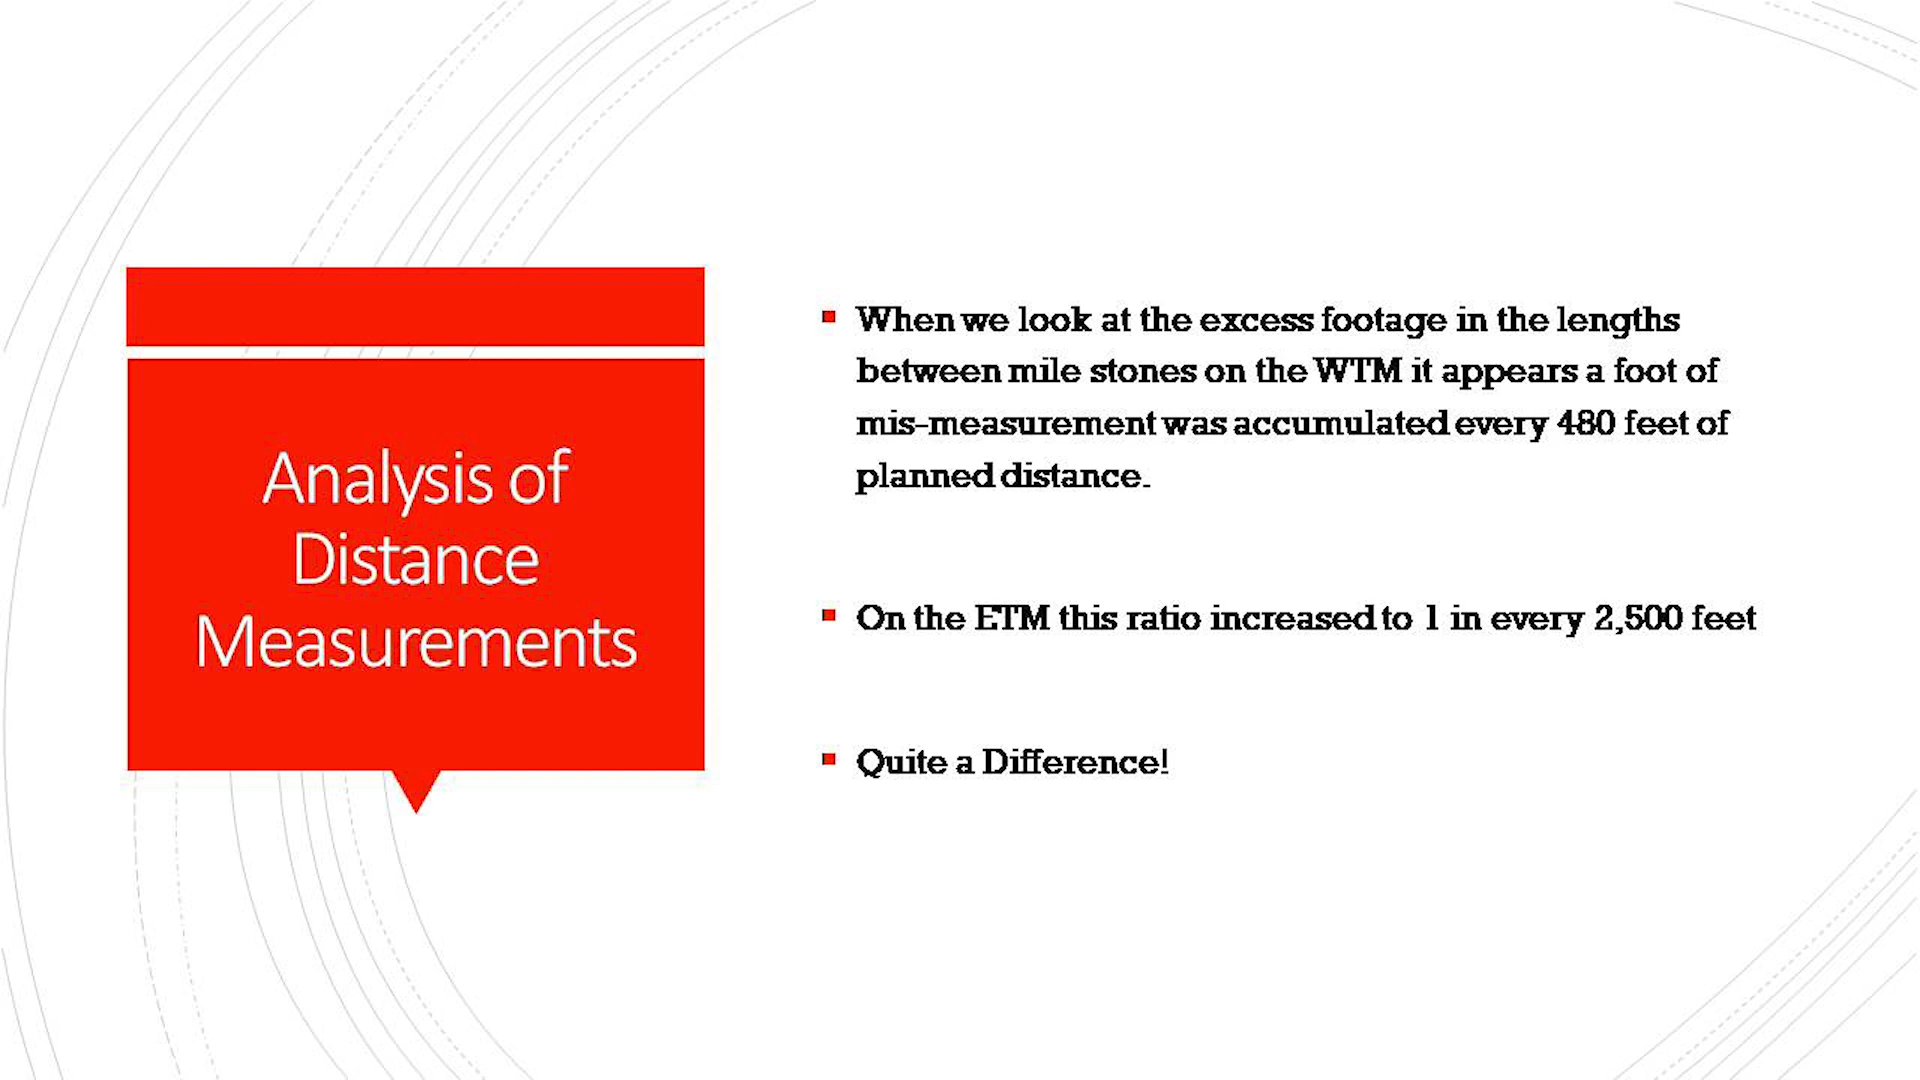 Analysis of
Distance
Measurements
When we look at the excess footage in the lengths
between mile stones on the WTM it appears a foot of
mis-measurement was accumulated every 480 feet of
planned distance.
On the ETM this ratio increased to 1 in every 2,500 feet
Quite a Difference!